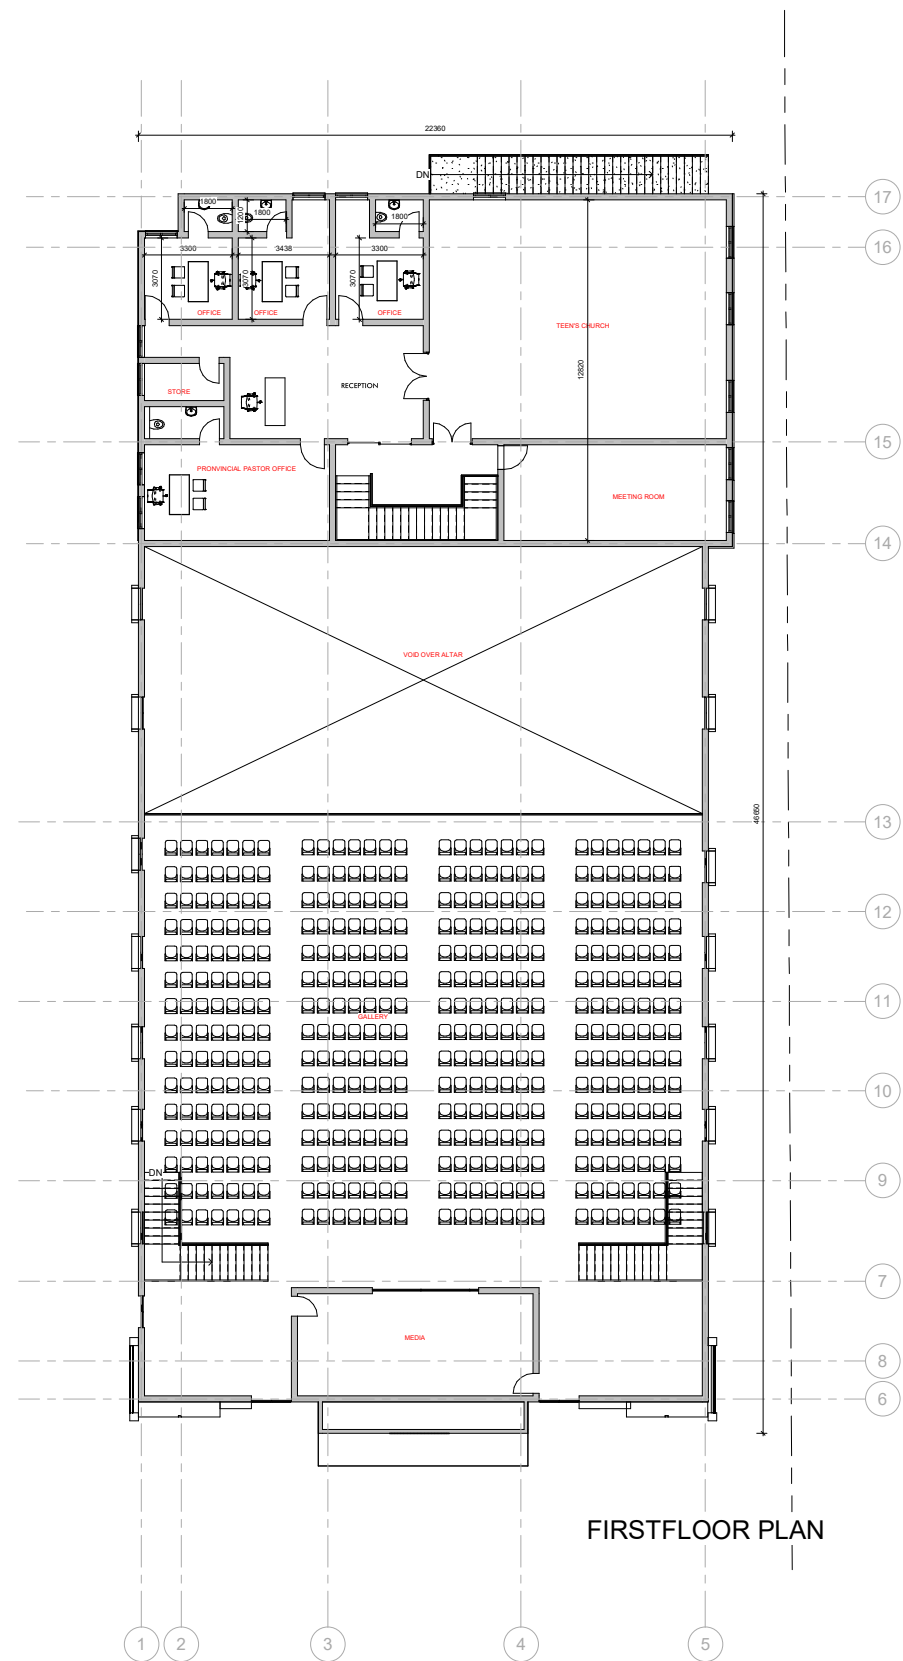 22360
DN
17
1800
1200
1800
1800
16
3300
3438
3300
3070
3070
3070
OFFICE
OFFICE
OFFICE
TEEN'S CHURCH
12820
RECEPTION
STORE
15
PRONVINCIAL PASTOR OFFICE
MEETING ROOM
14
VOID OVER ALTAR
46650
13
12
11
GALLERY
10
DN
9
7
MEDIA
8
6
FIRSTFLOOR PLAN
1
2
3
4
5